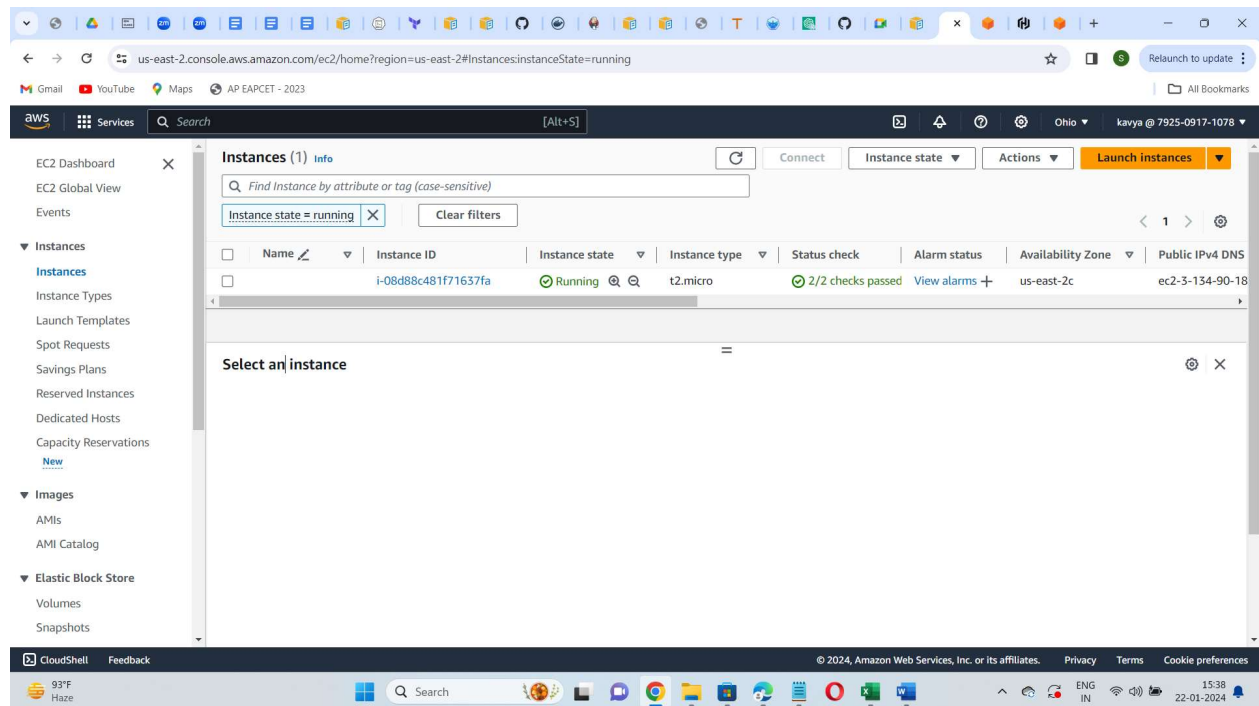 us-east-2.console.aws.amazon.com/ec2/home?region=us-east-2#Instances:instanceState=running
Relaunch to update
Gmail YouTube Maps AP EAPCET - 2023 All Bookmarks
aws Services Search [Alt+S] Ohio kavya @ 7925-0917-1078
EC2 Dashboard
EC2 Global View
Events
Instances
Instances
Instance Types
Launch Templates
Spot Requests
Savings Plans
Reserved Instances
Dedicated Hosts
Capacity Reservations
New
Images
AMIs
AMI Catalog
Elastic Block Store
Volumes
Snapshots
Instances (1) Info Connect Instance state Actions Launch instances
Find Instance by attribute or tag (case-sensitive)
Instance state = running Clear filters
1
Name Instance ID Instance state Instance type Status check Alarm status Availability Zone Public IPv4 DNS
i-08d88c481f71637fa Running t2.micro 2/2 checks passed View alarms us-east-2c ec2-3-134-90-18
Select an instance
CloudShell Feedback © 2024, Amazon Web Services, Inc. or its affiliates. Privacy Terms Cookie preferences
93°F Search ENG 15:38
Haze IN 22-01-2024